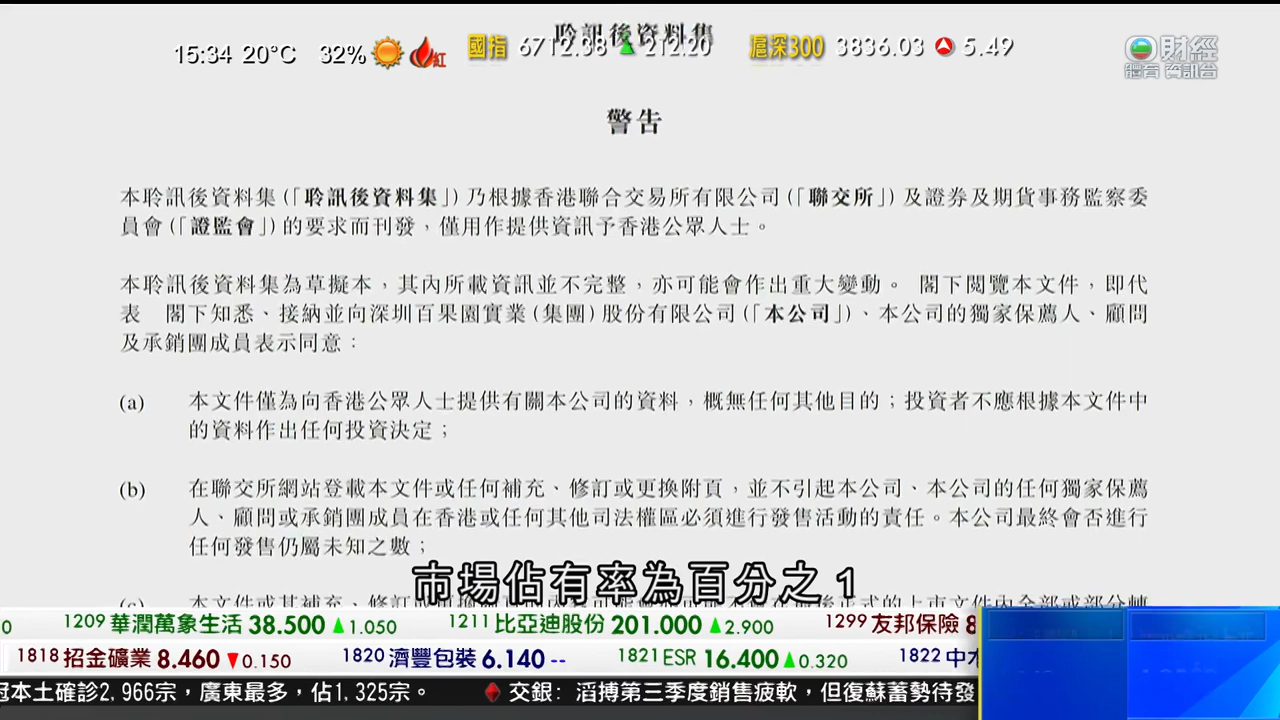 聆訊後資料集
15:34 20°C 32% 紅 國指 6712.38 ▲ 212.20 滬深300 3836.03 5.49
財經
體育 資訊台
警告
本聆訊後資料集(「聆訊後資料集」)乃根據香港聯合交易所有限公司(「聯交所」)及證券及期貨事務監察委
員會(「證監會」)的要求而刊發，僅用作提供資訊予香港公眾人士。
本聆訊後資料集為草擬本，其內所載資訊並不完整，亦可能會作出重大變動。 閣下閱覽本文件，即代
表 閣下知悉、接納並向深圳百果園實業(集團)股份有限公司(「本公司」)、本公司的獨家保薦人、顧問
及承銷團成員表示同意：
(a) 本文件僅為向香港公眾人士提供有關本公司的資料，概無任何其他目的；投資者不應根據本文件中
的資料作出任何投資決定；
(b) 在聯交所網站登載本文件或任何補充、修訂或更換附頁，並不引起本公司、本公司的任何獨家保薦
人、顧問或承銷團成員在香港或任何其他司法權區必須進行發售活動的責任。本公司最終會否進行
任何發售仍屬未知之數；
市場佔有率為百分之1
0 1209 華潤萬象生活 38.500 ▲1.050 1211 比亞迪股份 201.000 ▲2.900 1299 友邦保險 8
1818 招金礦業 8.460 ▼0.150 1820 濟豐包裝 6.140 -- 1821 ESR 16.400 ▲0.320 1822 中木
冠本土確診2,966宗，廣東最多，佔1,325宗。 ♦ 交銀：滔搏第三季度銷售疲軟，但復蘇蓄勢待發